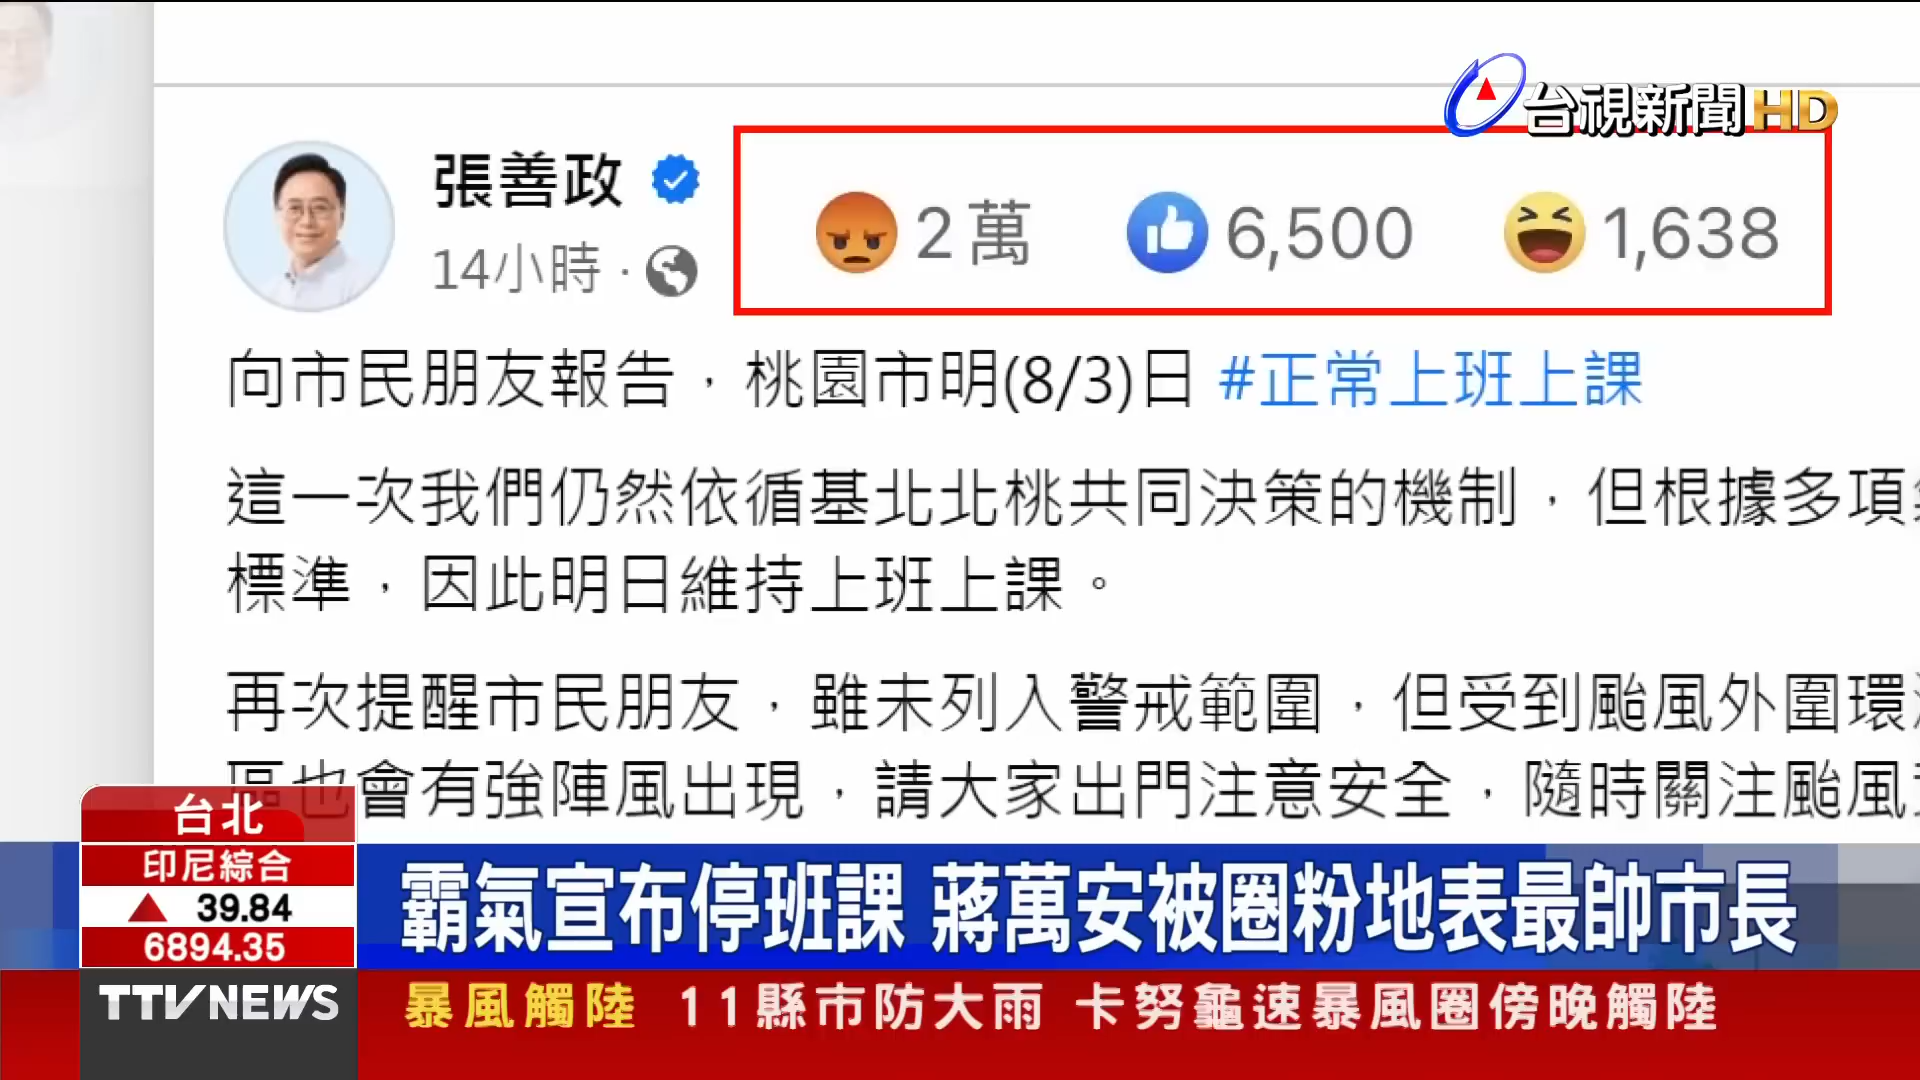 台視新聞HD
張善政
2萬 6,500 1,638
14小時·
向市民朋友報告，桃園市明(8/3)日 #正常上班上課
這一次我們仍然依循基北北桃共同決策的機制，但根據多項
標準，因此明日維持上班上課。
再次提醒市民朋友，雖未列入警戒範圍，但受到颱風外圍環
區也會有強陣風出現，請大家出門注意安全，隨時關注颱風
台北
印尼綜合
▲ 39.84
6894.35
霸氣宣布停班課 蔣萬安被圈粉地表最帥市長
TTV NEWS
暴風觸陸 11縣市防大雨 卡努龜速暴風圈傍晚觸陸